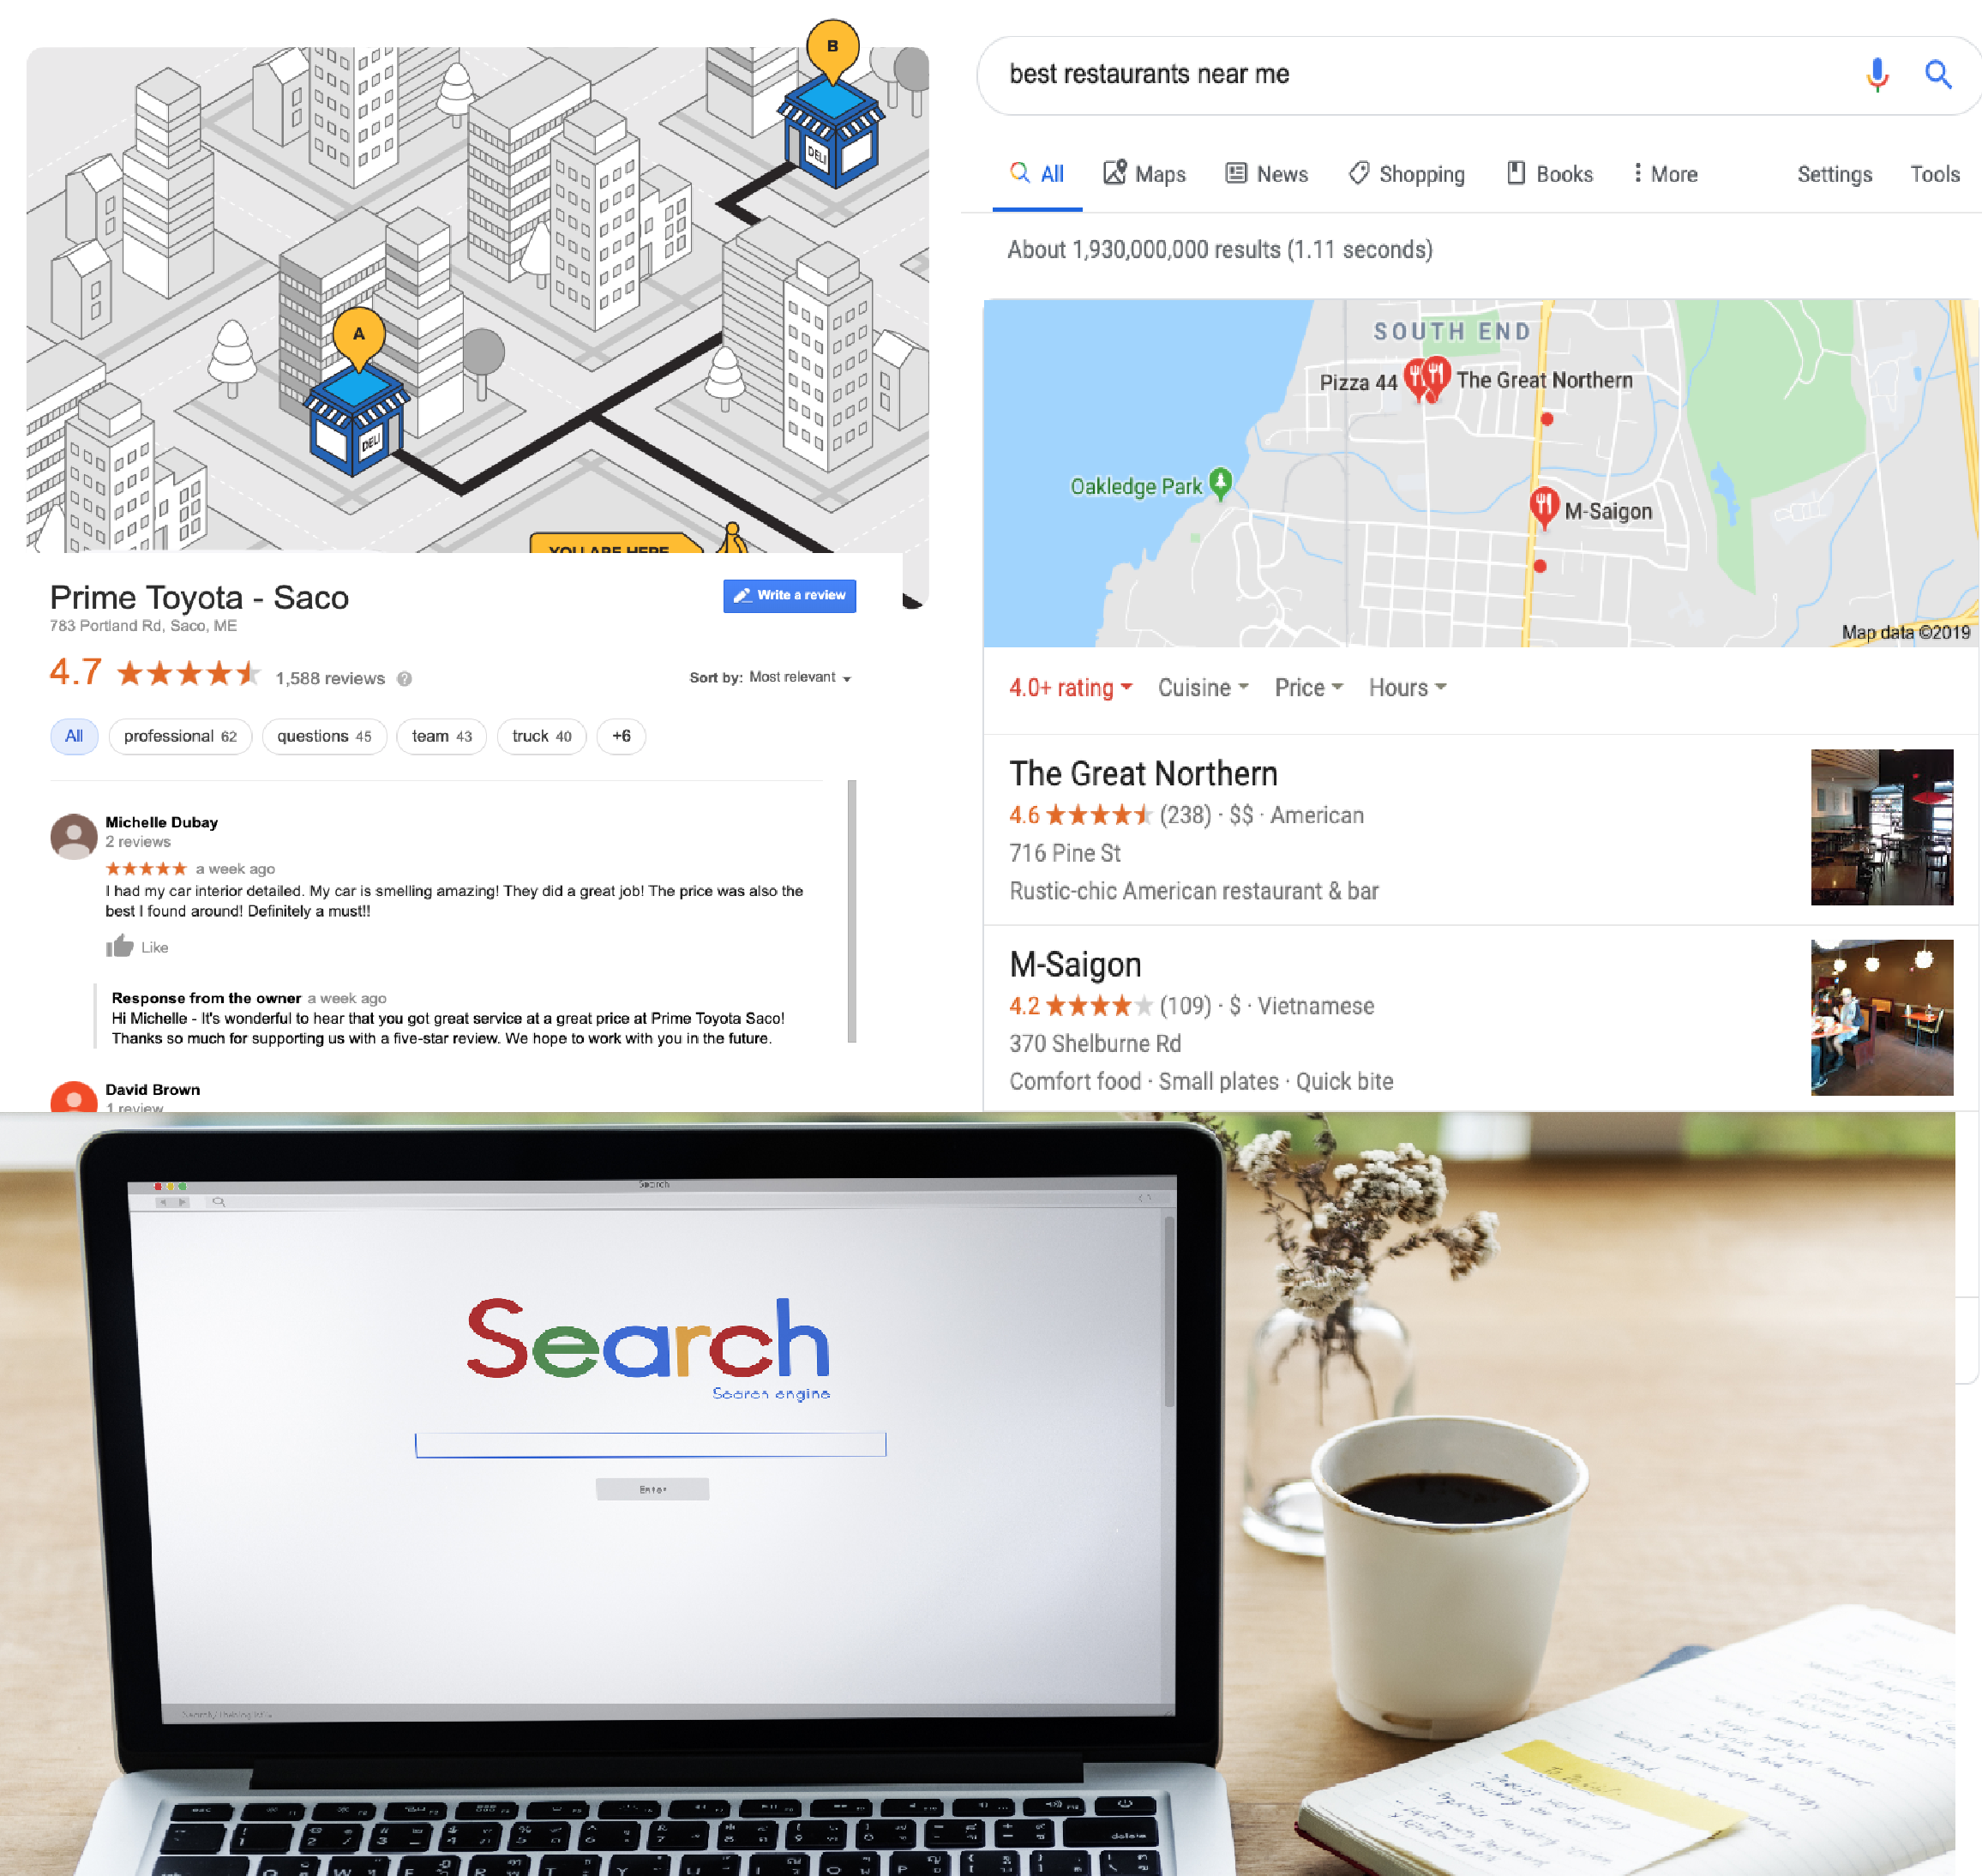 B
DELI
A
DELI
YOU ARE HERE
Prime Toyota - Saco
Write a review
783 Portland Rd, Saco, ME
4.7 1,588 reviews ?
Sort by: Most relevant
All
professional 62
questions 45
team 43
truck 40
+6
Michelle Dubay
2 reviews
a week ago
I had my car interior detailed. My car is smelling amazing! They did a great job! The price was also the
best I found around! Definitely a must!!
Like
Response from the owner a week ago
Hi Michelle - It's wonderful to hear that you got great service at a great price at Prime Toyota Saco!
Thanks so much for supporting us with a five-star review. We hope to work with you in the future.
David Brown
1 review
best restaurants near me
All Maps News Shopping Books More Settings Tools
About 1,930,000,000 results (1.11 seconds)
SOUTH END
Pizza 44 The Great Northern
Oakledge Park
M-Saigon
Map data ©2019
4.0+ rating Cuisine Price Hours
The Great Northern
4.6 (238) · $$ · American
716 Pine St
Rustic-chic American restaurant & bar
M-Saigon
4.2 (109) · $ · Vietnamese
370 Shelburne Rd
Comfort food · Small plates · Quick bite
Search
Search
Search engine
Enter
esc
delete